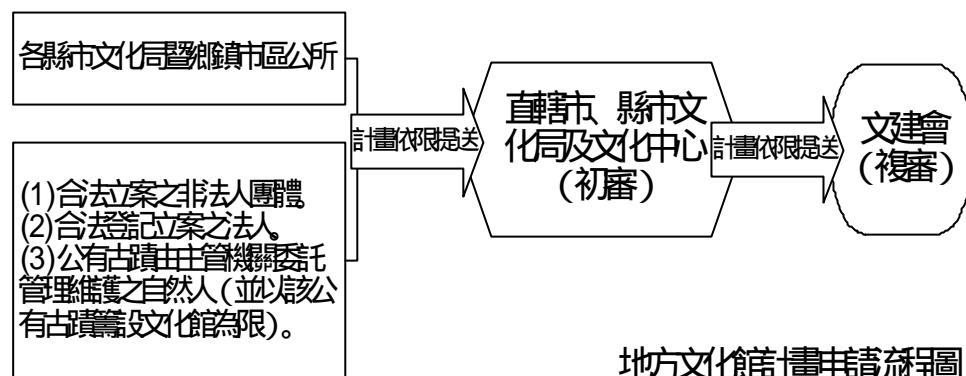 各縣市文化局暨鄉鎮市區公所
(1)合法立案之非法人團體。
(2)合法登記立案之法人。
(3)公有古蹟由主管機關委託
管理維護之自然人(並以該公
有古蹟籌設文化館為限)。
計畫依限提送
直轄市、縣市文
化局及文化中心
(初審)
計畫依限提送
文建會
(複審)
地方文化館計畫申請流程圖